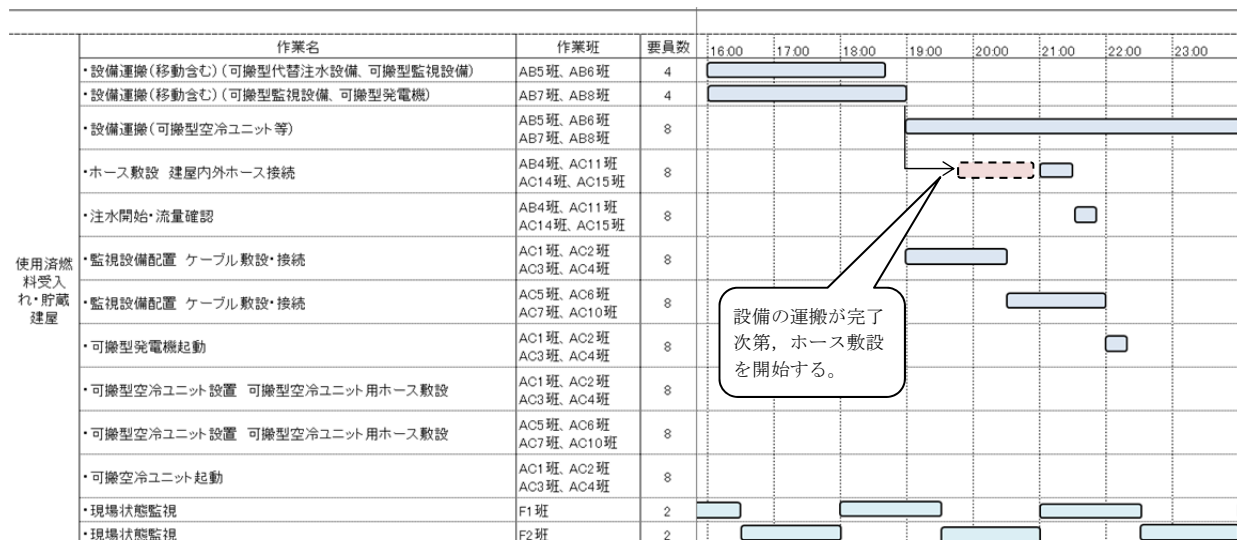 作業名 作業班 要員数 16:00 17:00 18:00 19:00 20:00 21:00 22:00 23:00
使用済燃
料受入
れ・貯蔵
建屋
・設備運搬(移動含む)(可搬型代替注水設備、可搬型監視設備) AB5班、AB6班 4
・設備運搬(移動含む)(可搬型監視設備、可搬型発電機) AB7班、AB8班 4
・設備運搬(可搬型空冷ユニット等) AB5班、AB6班
AB7班、AB8班 8
・ホース敷設 建屋内外ホース接続 AB4班、AC11班
AC14班、AC15班 8
・注水開始・流量確認 AB4班、AC11班
AC14班、AC15班 8
・監視設備配置 ケーブル敷設・接続 AC1班、AC2班
AC3班、AC4班 8
・監視設備配置 ケーブル敷設・接続 AC5班、AC6班
AC7班、AC10班 8
・可搬型発電機起動 AC1班、AC2班
AC3班、AC4班 8
・可搬型空冷ユニット設置 可搬型空冷ユニット用ホース敷設 AC1班、AC2班
AC3班、AC4班 8
・可搬型空冷ユニット設置 可搬型空冷ユニット用ホース敷設 AC5班、AC6班
AC7班、AC10班 8
・可搬空冷ユニット起動 AC1班、AC2班
AC3班、AC4班 8
・現場状態監視 F1班 2
・現場状態監視 F2班 2
設備の運搬が完了
次第，ホース敷設
を開始する。